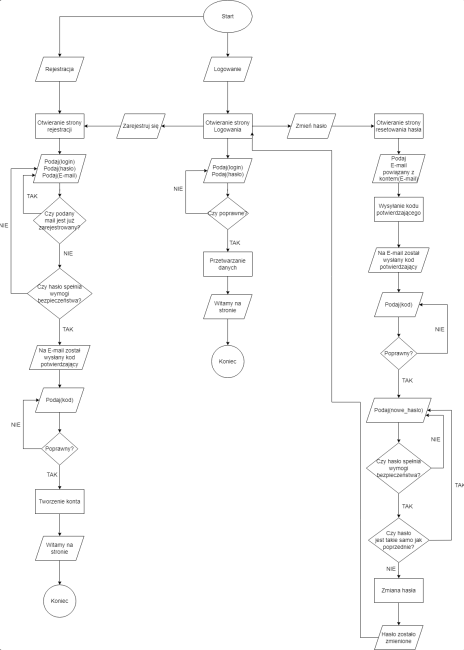 Start
Rejestracja
Logowanie
Otwieranie strony
rejestracji
Zarejestruj się
Otwieranie strony
Logowania
Zmień hasło
Otwieranie strony
resetowania hasła
Podaj(login)
Podaj(hasło)
Podaj(E-mail)
TAK
NIE
Czy podany
mail jest już
zarejestrowany?
NIE
Czy hasło spełnia
wymogi
bezpieczeństwa?
TAK
Na E-mail został
wysłany kod
potwierdzający
Podaj(kod)
NIE
Poprawny?
TAK
Tworzenie konta
Witamy na
stronie
Koniec
Podaj(login)
Podaj(hasło)
NIE
Czy poprawne?
TAK
Przetwarzanie
danych
Witamy na
stronie
Koniec
Podaj
E-mail
powiązany z
kontem(E-mail)
Wysyłanie kodu
potwierdzającego
Na E-mail został
wysłany kod
potwierdzający
Podaj(kod)
NIE
Poprawny?
TAK
Podaj(nowe_hasło)
NIE
Czy hasło spełnia
wymogi
bezpieczeństwa?
TAK
TAK
Czy hasło
jest takie samo jak
poprzednie?
NIE
Zmiana hasła
Hasło zostało
zmienione